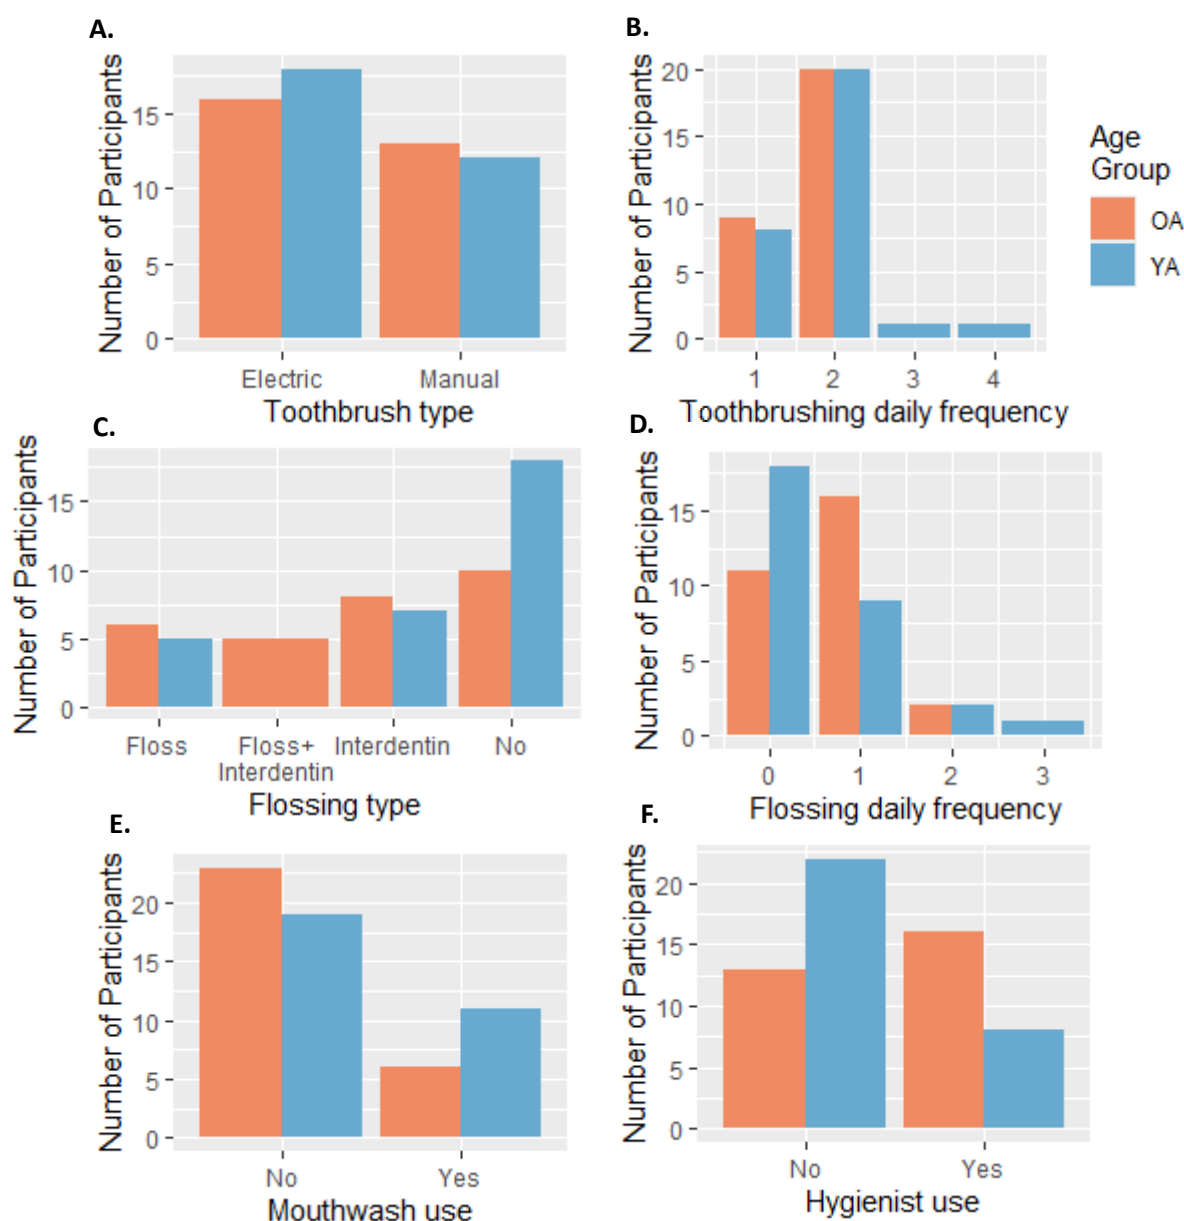 A.
Number of Participants
15
10
5
0
Electric
Manual
Toothbrush type
B.
Number of Participants
20
15
10
5
0
1
2
3
4
Toothbrushing daily frequency
Age
Group
OA
YA
C.
Number of Participants
15
10
5
0
Floss
Floss+
Interdentin
Interdentin
No
Flossing type
D.
Number of Participants
15
10
5
0
0
1
2
3
Flossing daily frequency
E.
Number of Participants
20
15
10
5
0
No
Yes
Mouthwash use
F.
Number of Participants
20
15
10
5
0
No
Yes
Hygienist use